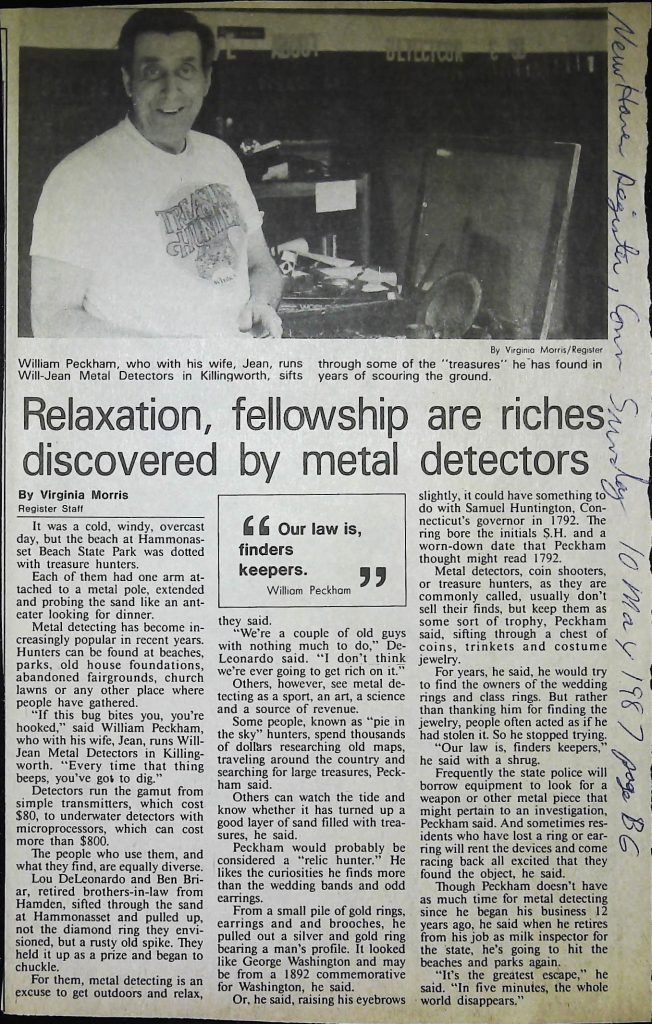 ABOUT
DETECTOR
TREASURE
HUNTER
By Virginia Morris/Register
William Peckham, who with his wife, Jean, runs
Will-Jean Metal Detectors in Killingworth, sifts
through some of the "treasures" he has found in
years of scouring the ground.
Relaxation, fellowship are riches
discovered by metal detectors
By Virginia Morris
Register Staff
It was a cold, windy, overcast
day, but the beach at Hammonas-
set Beach State Park was dotted
with treasure hunters.
Each of them had one arm at-
tached to a metal pole, extended
and probing the sand like an ant-
eater looking for dinner.
Metal detecting has become in-
creasingly popular in recent years.
Hunters can be found at beaches,
parks, old house foundations,
abandoned fairgrounds, church
lawns or any other place where
people have gathered.
"If this bug bites you, you're
hooked," said William Peckham,
who with his wife, Jean, runs Will-
Jean Metal Detectors in Killing-
worth. "Every time that thing
beeps, you've got to dig."
Detectors run the gamut from
simple transmitters, which cost
$80, to underwater detectors with
microprocessors, which can cost
more than $800.
The people who use them, and
what they find, are equally diverse.
Lou DeLeonardo and Ben Bri-
ar, retired brothers-in-law from
Hamden, sifted through the sand
at Hammonasset and pulled up,
not the diamond ring they envi-
sioned, but a rusty old spike. They
held it up as a prize and began to
chuckle.
For them, metal detecting is an
excuse to get outdoors and relax,
“ Our law is,
finders
keepers. ”
William Peckham
they said.
"We're a couple of old guys
with nothing much to do," De-
Leonardo said. "I don't think
we're ever going to get rich on it."
Others, however, see metal de-
tecting as a sport, an art, a science
and a source of revenue.
Some people, known as "pie in
the sky" hunters, spend thousands
of dollars researching old maps,
traveling around the country and
searching for large treasures, Peck-
ham said.
Others can watch the tide and
know whether it has turned up a
good layer of sand filled with trea-
sures, he said.
Peckham would probably be
considered a "relic hunter." He
likes the curiosities he finds more
than the wedding bands and odd
earrings.
From a small pile of gold rings,
earrings and and brooches, he
pulled out a silver and gold ring
bearing a man's profile. It looked
like George Washington and may
be from a 1892 commemorative
for Washington, he said.
Or, he said, raising his eyebrows
slightly, it could have something to
do with Samuel Huntington, Con-
necticut's governor in 1792. The
ring bore the initials S.H. and a
worn-down date that Peckham
thought might read 1792.
Metal detectors, coin shooters,
or treasure hunters, as they are
commonly called, usually don't
sell their finds, but keep them as
some sort of trophy, Peckham
said, sifting through a chest of
coins, trinkets and costume
jewelry.
For years, he said, he would try
to find the owners of the wedding
rings and class rings. But rather
than thanking him for finding the
jewelry, people often acted as if he
had stolen it. So he stopped trying.
"Our law is, finders keepers,"
he said with a shrug.
Frequently the state police will
borrow equipment to look for a
weapon or other metal piece that
might pertain to an investigation,
Peckham said. And sometimes res-
idents who have lost a ring or ear-
ring will rent the devices and come
racing back all excited that they
found the object, he said.
Though Peckham doesn't have
as much time for metal detecting
since he began his business 12
years ago, he said when he retires
from his job as milk inspector for
the state, he's going to hit the
beaches and parks again.
"It's the greatest escape," he
said. "In five minutes, the whole
world disappears."
New Haven Register, Conn Sunday 10 May 1987 page B6